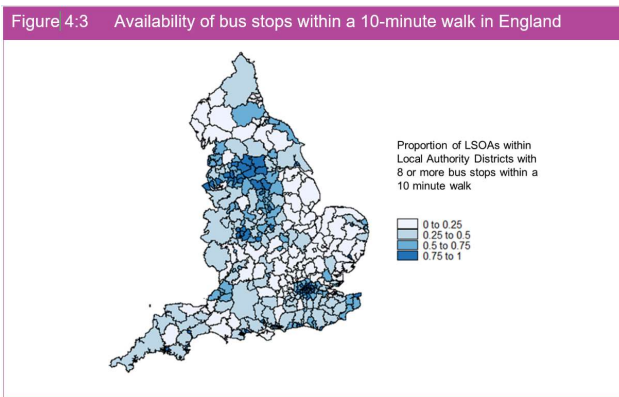 Figure 4:3 Availability of bus stops within a 10-minute walk in England
Proportion of LSOAs within
Local Authority Districts with
8 or more bus stops within a
10 minute walk
0 to 0.25
0.25 to 0.5
0.5 to 0.75
0.75 to 1